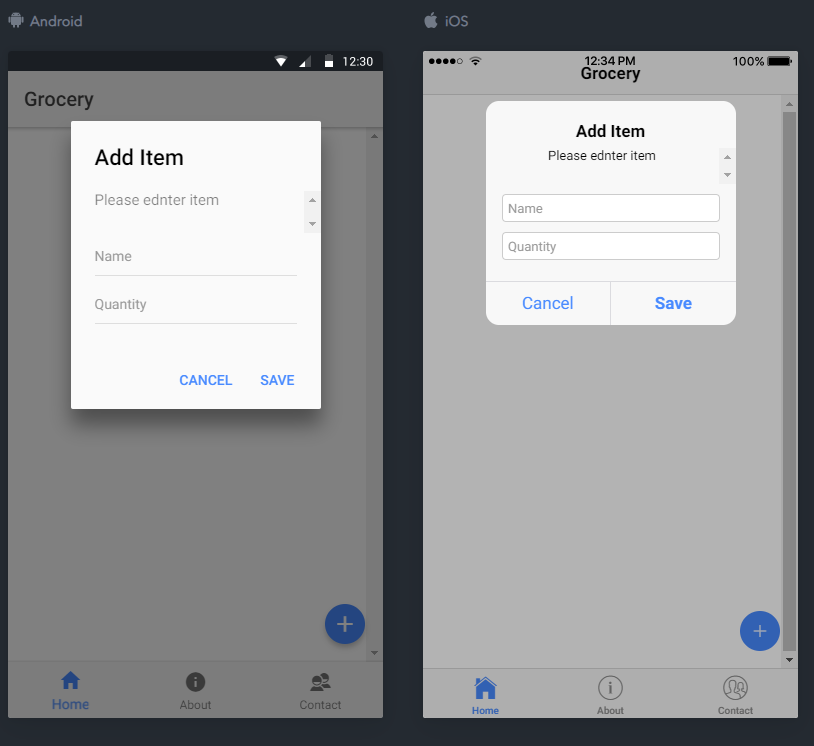 Android
12:30
Grocery
Add Item
Please ednter item
Name
Quantity
CANCEL SAVE
Home About Contact
iOS
12:34 PM 100%
Grocery
Add Item
Please ednter item
Name
Quantity
Cancel Save
Home About Contact